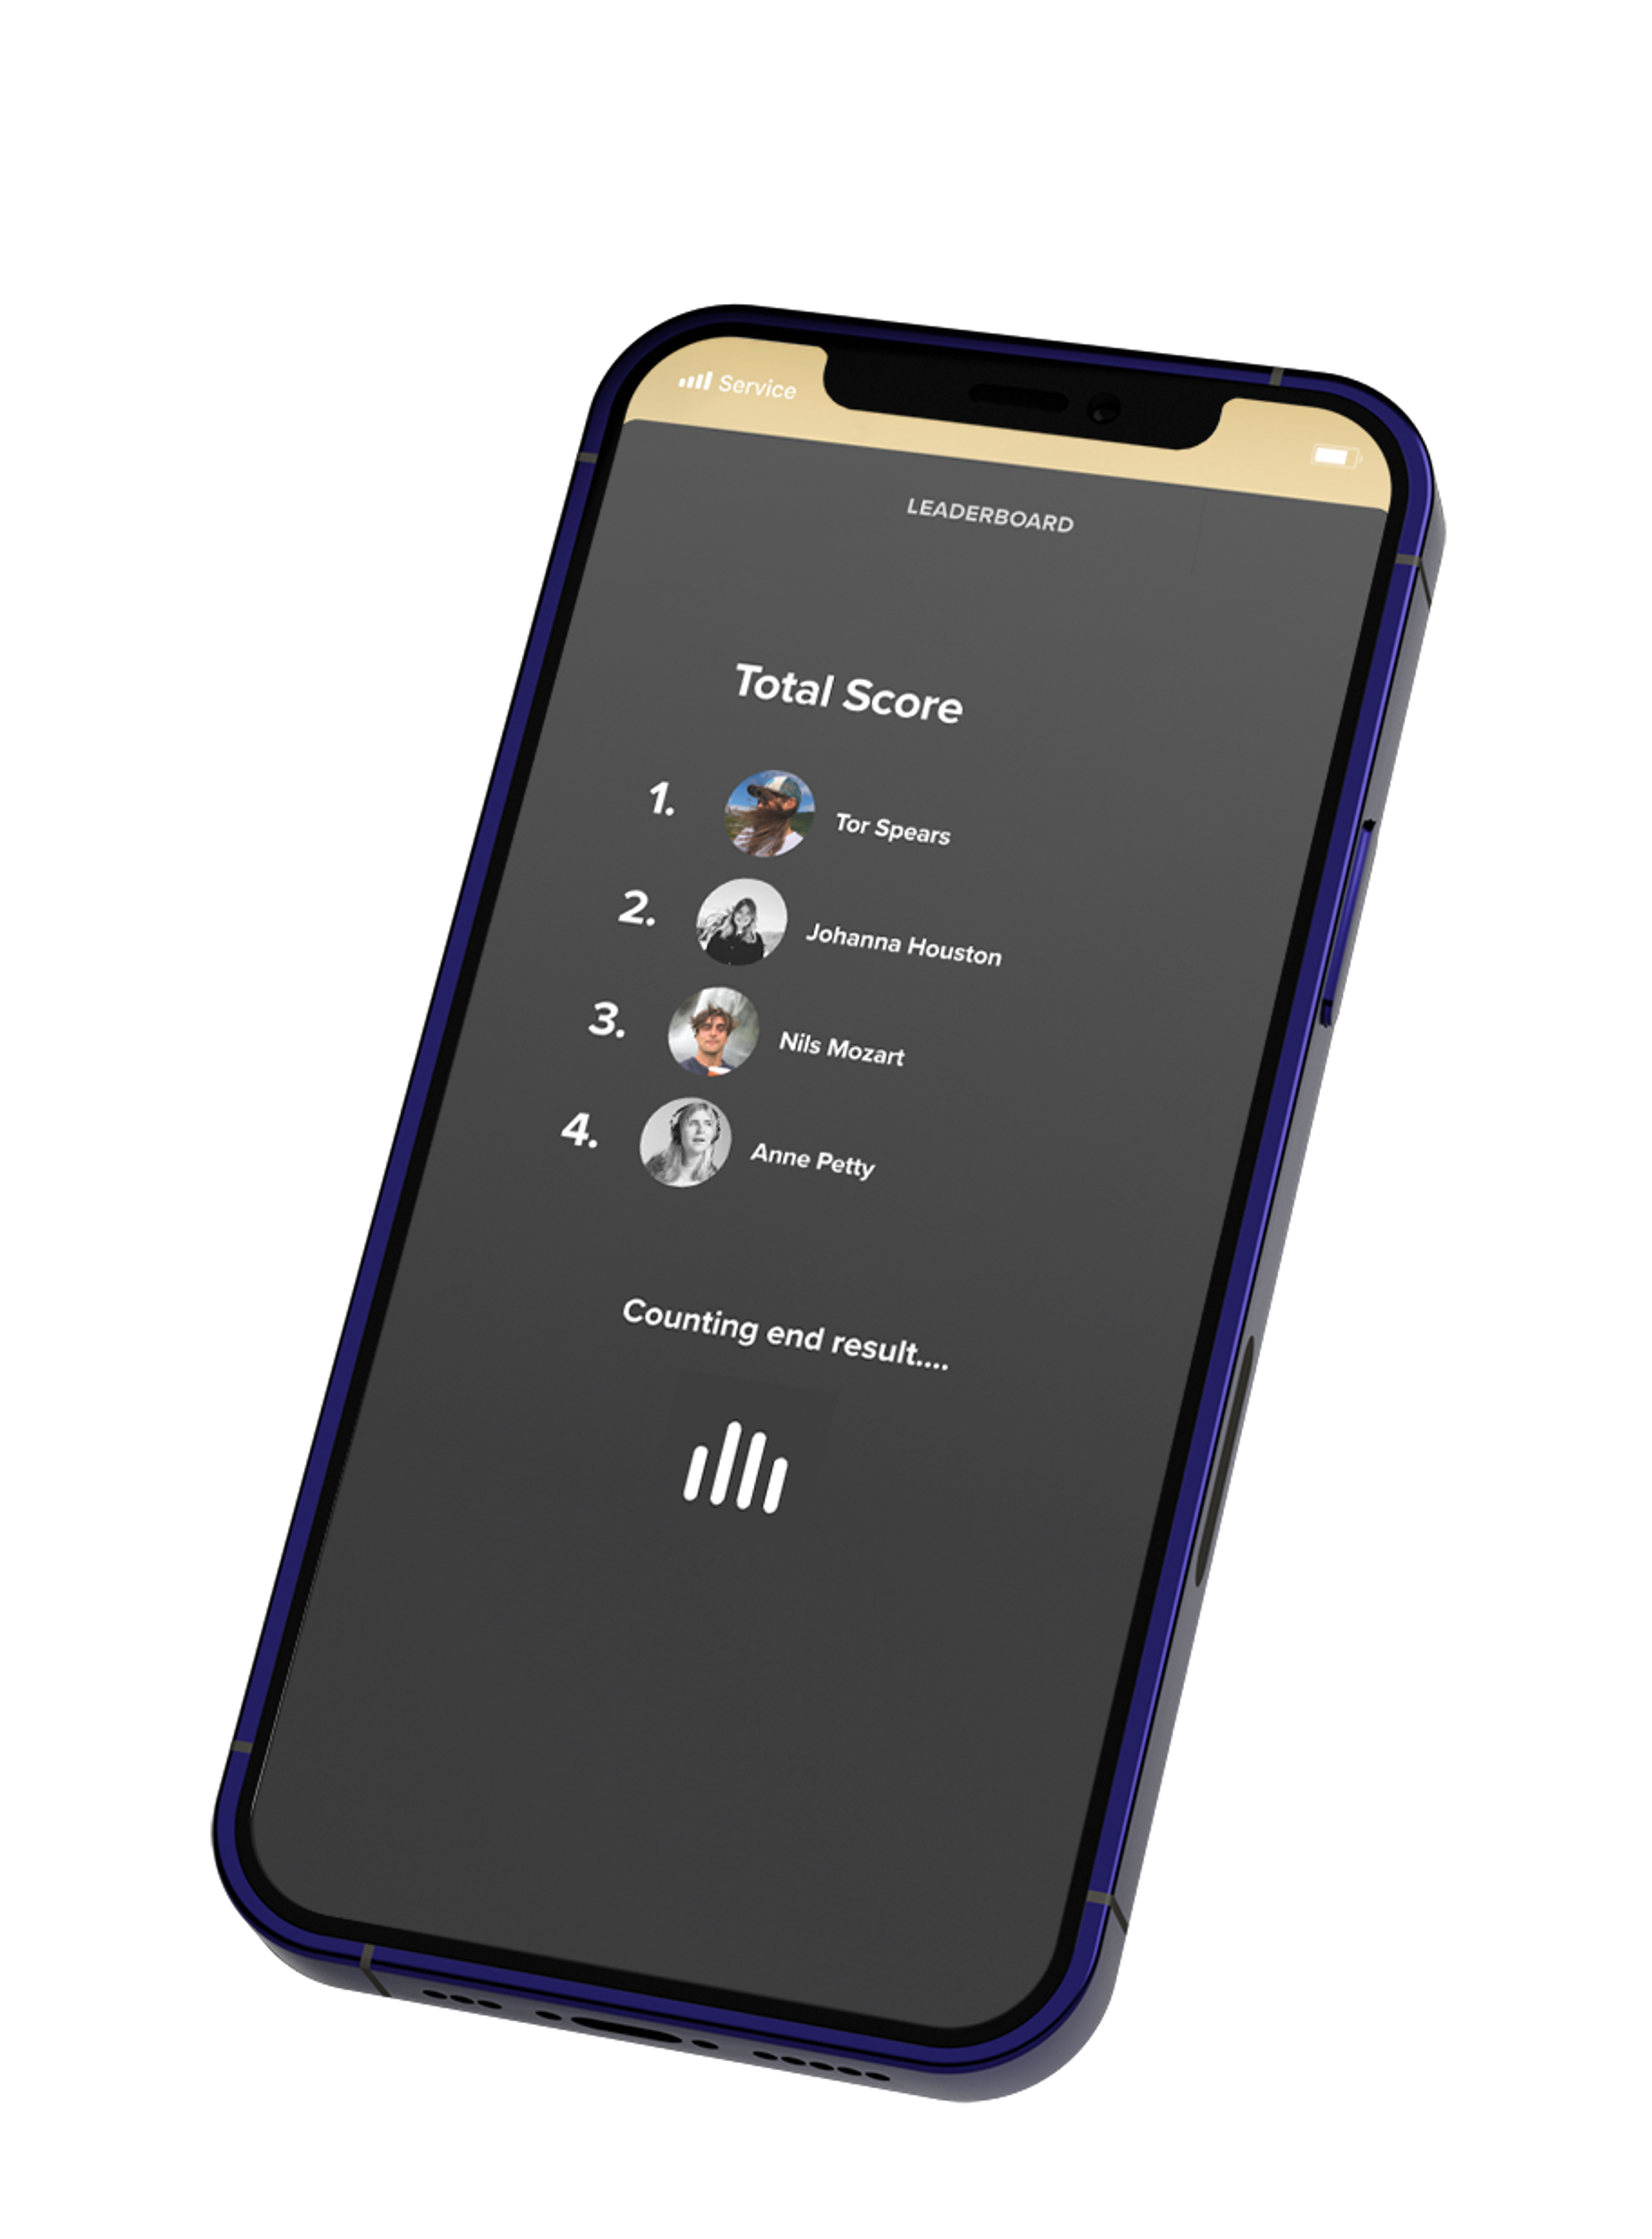 Service
LEADERBOARD
Total Score
1. Tor Spears
2. Johanna Houston
3. Nils Mozart
4. Anne Petty
Counting end result....